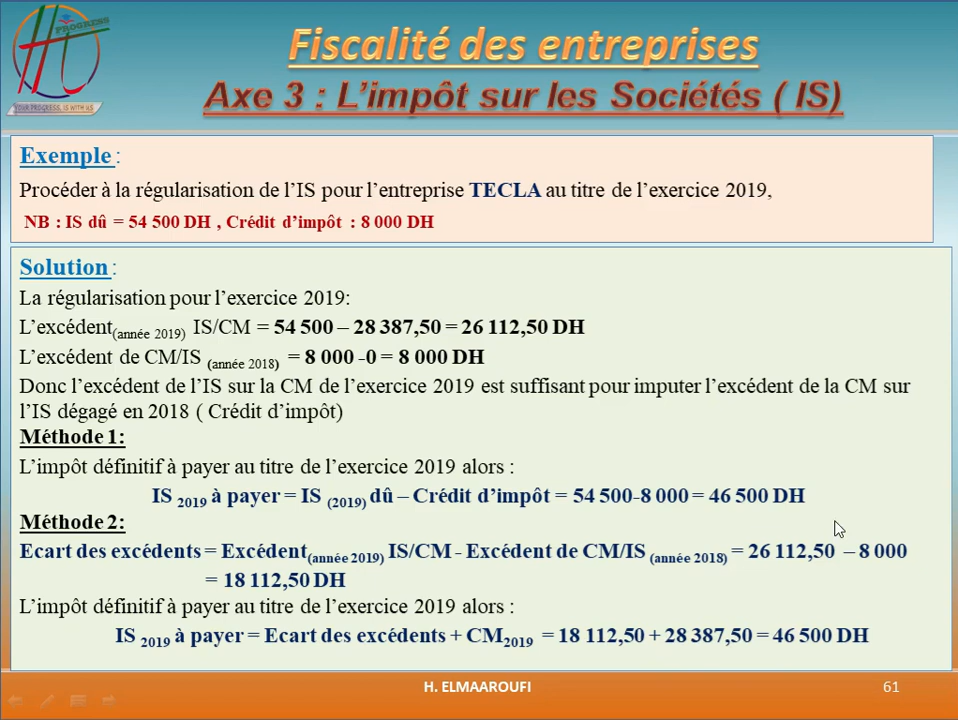 PROGRESS
YOUR PROGRESS, IS WITH US
Fiscalité des entreprises
Axe 3 : L’impôt sur les Sociétés ( IS)
Exemple :
Procéder à la régularisation de l’IS pour l’entreprise TECLA au titre de l’exercice 2019,
NB : IS dû = 54 500 DH , Crédit d’impôt : 8 000 DH
Solution :
La régularisation pour l’exercice 2019:
L’excédent(année 2019) IS/CM = 54 500 – 28 387,50 = 26 112,50 DH
L’excédent de CM/IS (année 2018) = 8 000 -0 = 8 000 DH
Donc l’excédent de l’IS sur la CM de l’exercice 2019 est suffisant pour imputer l’excédent de la CM sur
l’IS dégagé en 2018 ( Crédit d’impôt)
Méthode 1:
L’impôt définitif à payer au titre de l’exercice 2019 alors :
IS 2019 à payer = IS (2019) dû – Crédit d’impôt = 54 500-8 000 = 46 500 DH
Méthode 2:
Ecart des excédents = Excédent(année 2019) IS/CM - Excédent de CM/IS (année 2018) = 26 112,50 – 8 000
= 18 112,50 DH
L’impôt définitif à payer au titre de l’exercice 2019 alors :
IS 2019 à payer = Ecart des excédents + CM2019 = 18 112,50 + 28 387,50 = 46 500 DH
H. ELMAAROUFI
61